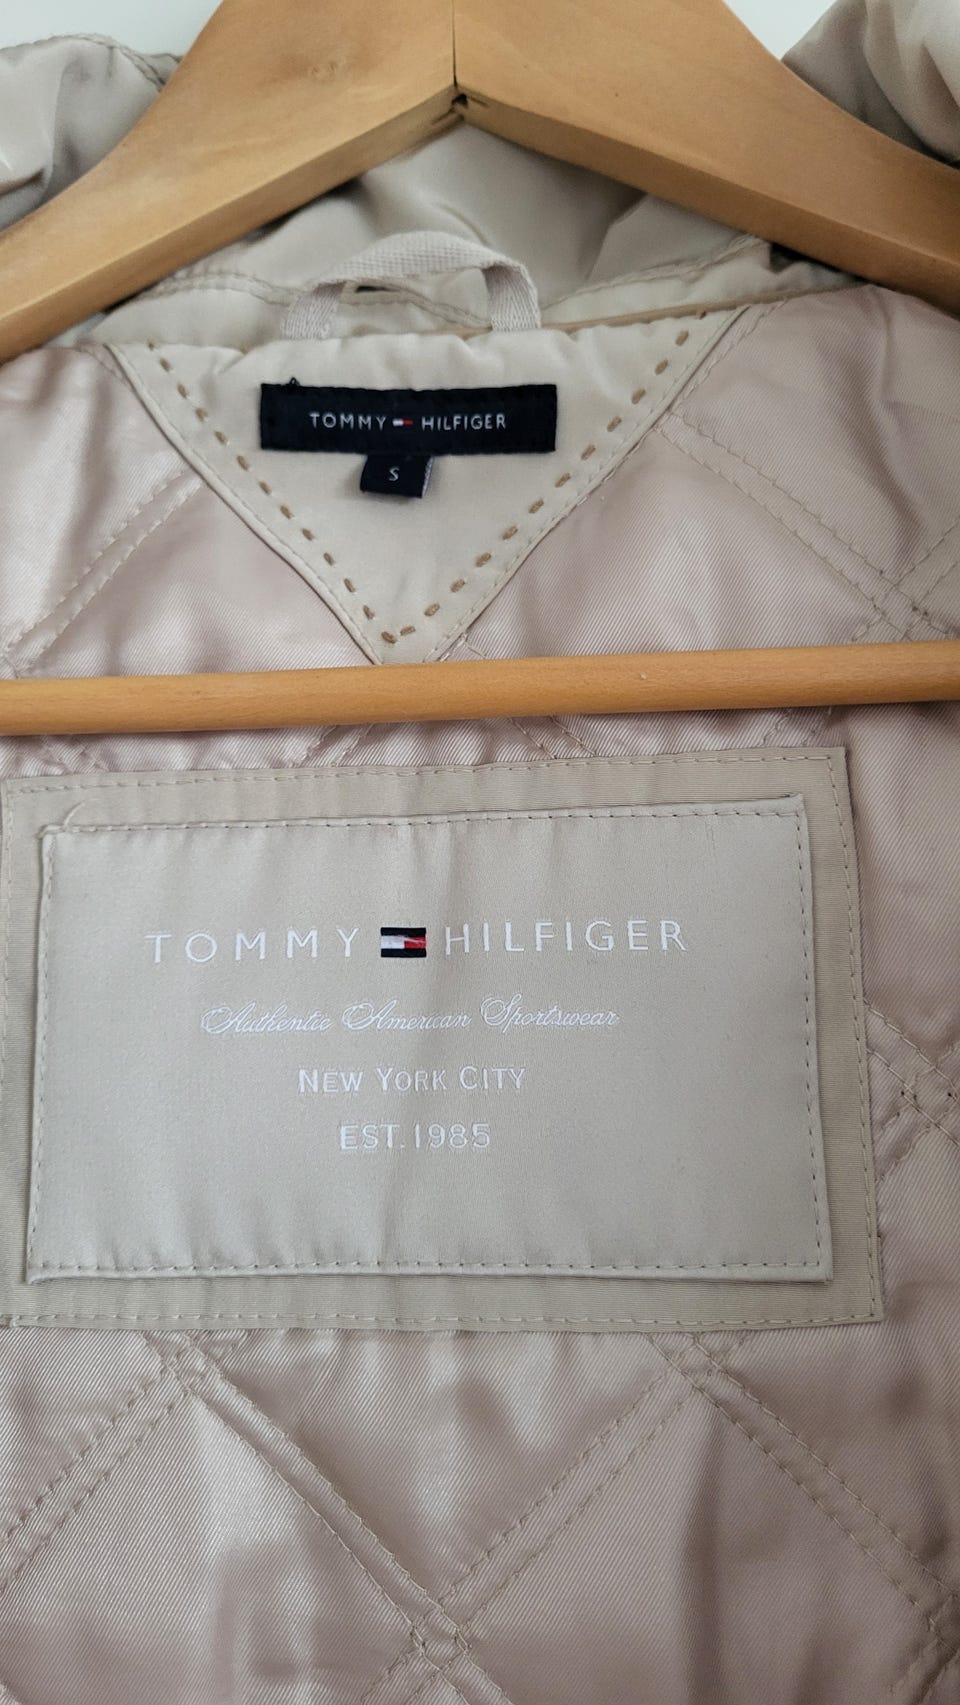 TOMMY HILFIGER
S
TOMMY HILFIGER
Authentic American Sportswear
NEW YORK CITY
EST. 1985